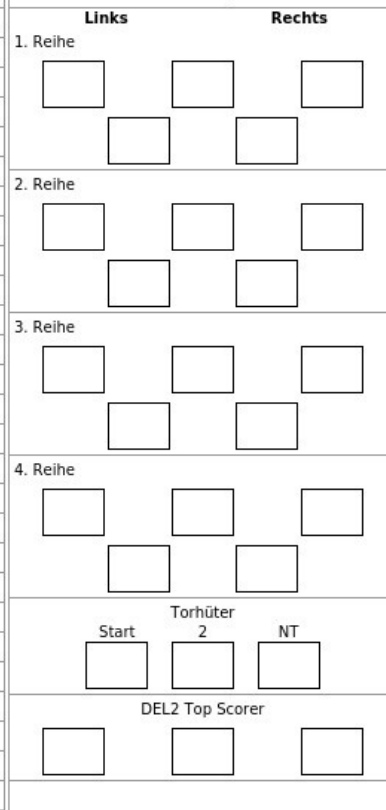 Links Rechts
1. Reihe
2. Reihe
3. Reihe
4. Reihe
Torhüter
Start 2 NT
DEL2 Top Scorer